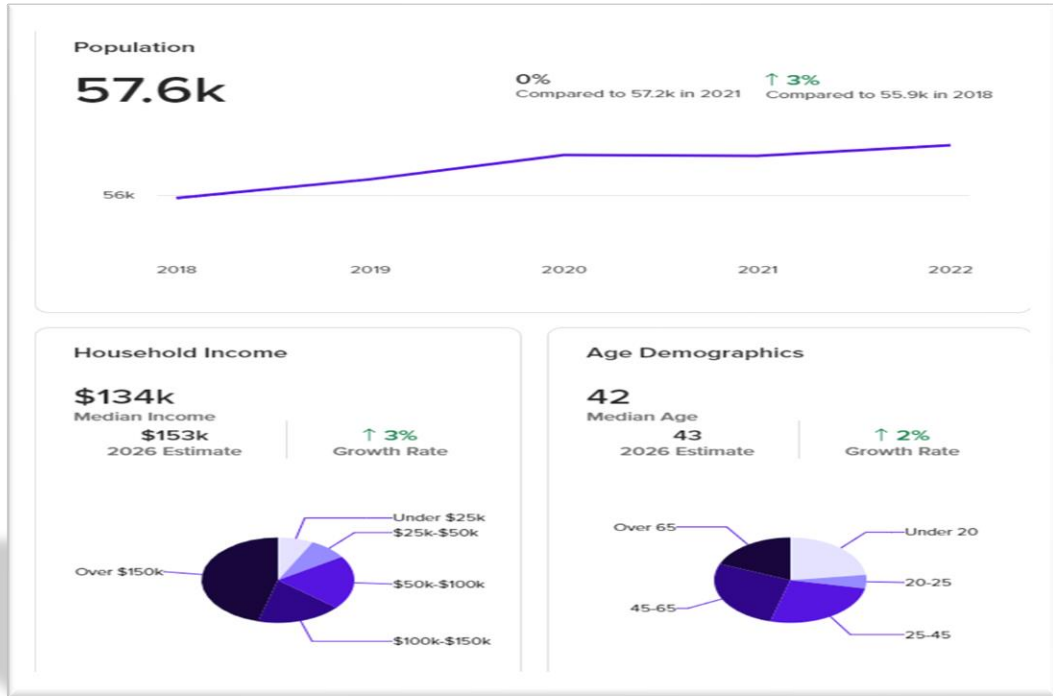 Population
57.6k
0%
Compared to 57.2k in 2021
↑ 3%
Compared to 55.9k in 2018
56k
2018 2019 2020 2021 2022
Household Income
$134k
Median Income
$153k
2026 Estimate
↑ 3%
Growth Rate
Under $25k
$25k-$50k
Over $150k
$50k-$100k
$100k-$150k
Age Demographics
42
Median Age
43
2026 Estimate
↑ 2%
Growth Rate
Over 65
Under 20
20-25
45-65
25-45